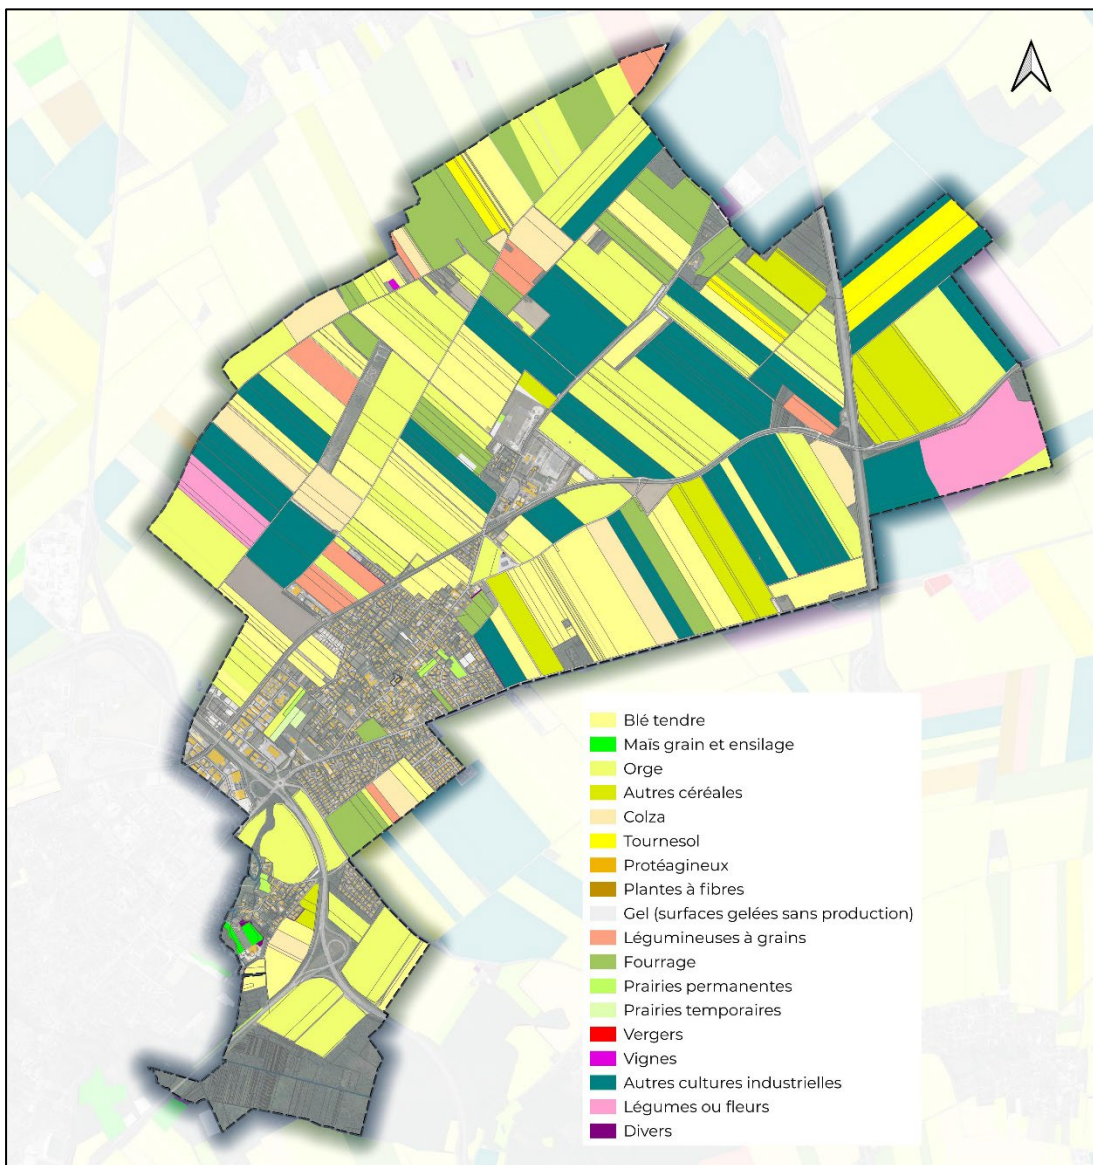 Blé tendre
Maïs grain et ensilage
Orge
Autres céréales
Colza
Tournesol
Protéagineux
Plantes à fibres
Gel (surfaces gelées sans production)
Légumineuses à grains
Fourrage
Prairies permanentes
Prairies temporaires
Vergers
Vignes
Autres cultures industrielles
Légumes ou fleurs
Divers